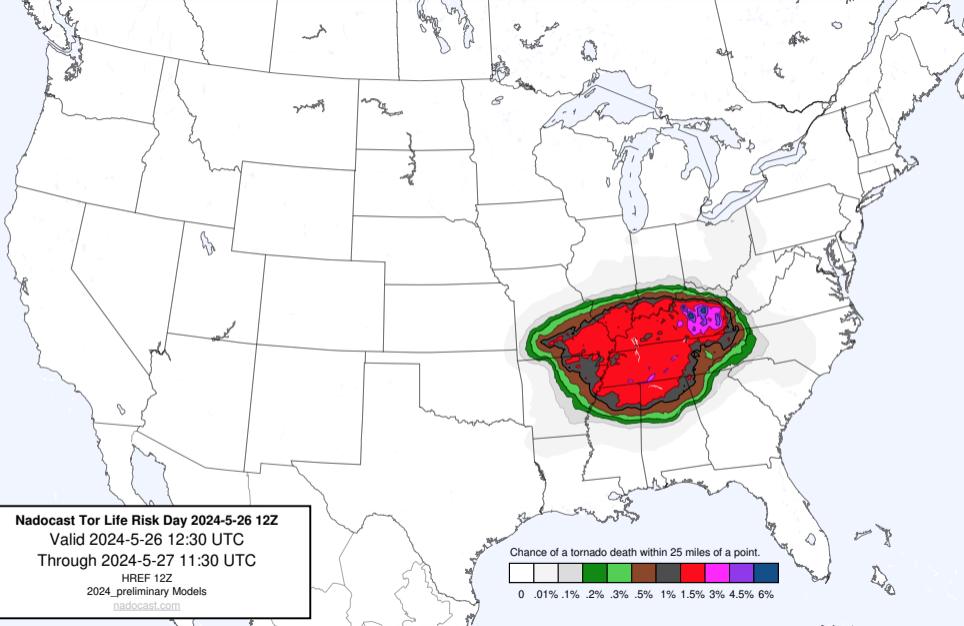 Nadocast Tor Life Risk Day 2024-5-26 12Z
Valid 2024-5-26 12:30 UTC
Through 2024-5-27 11:30 UTC
HREF 12Z
2024_preliminary Models
nadocast.com
Chance of a tornado death within 25 miles of a point.
0 .01% .1% .2% .3% .5% 1% 1.5% 3% 4.5% 6%